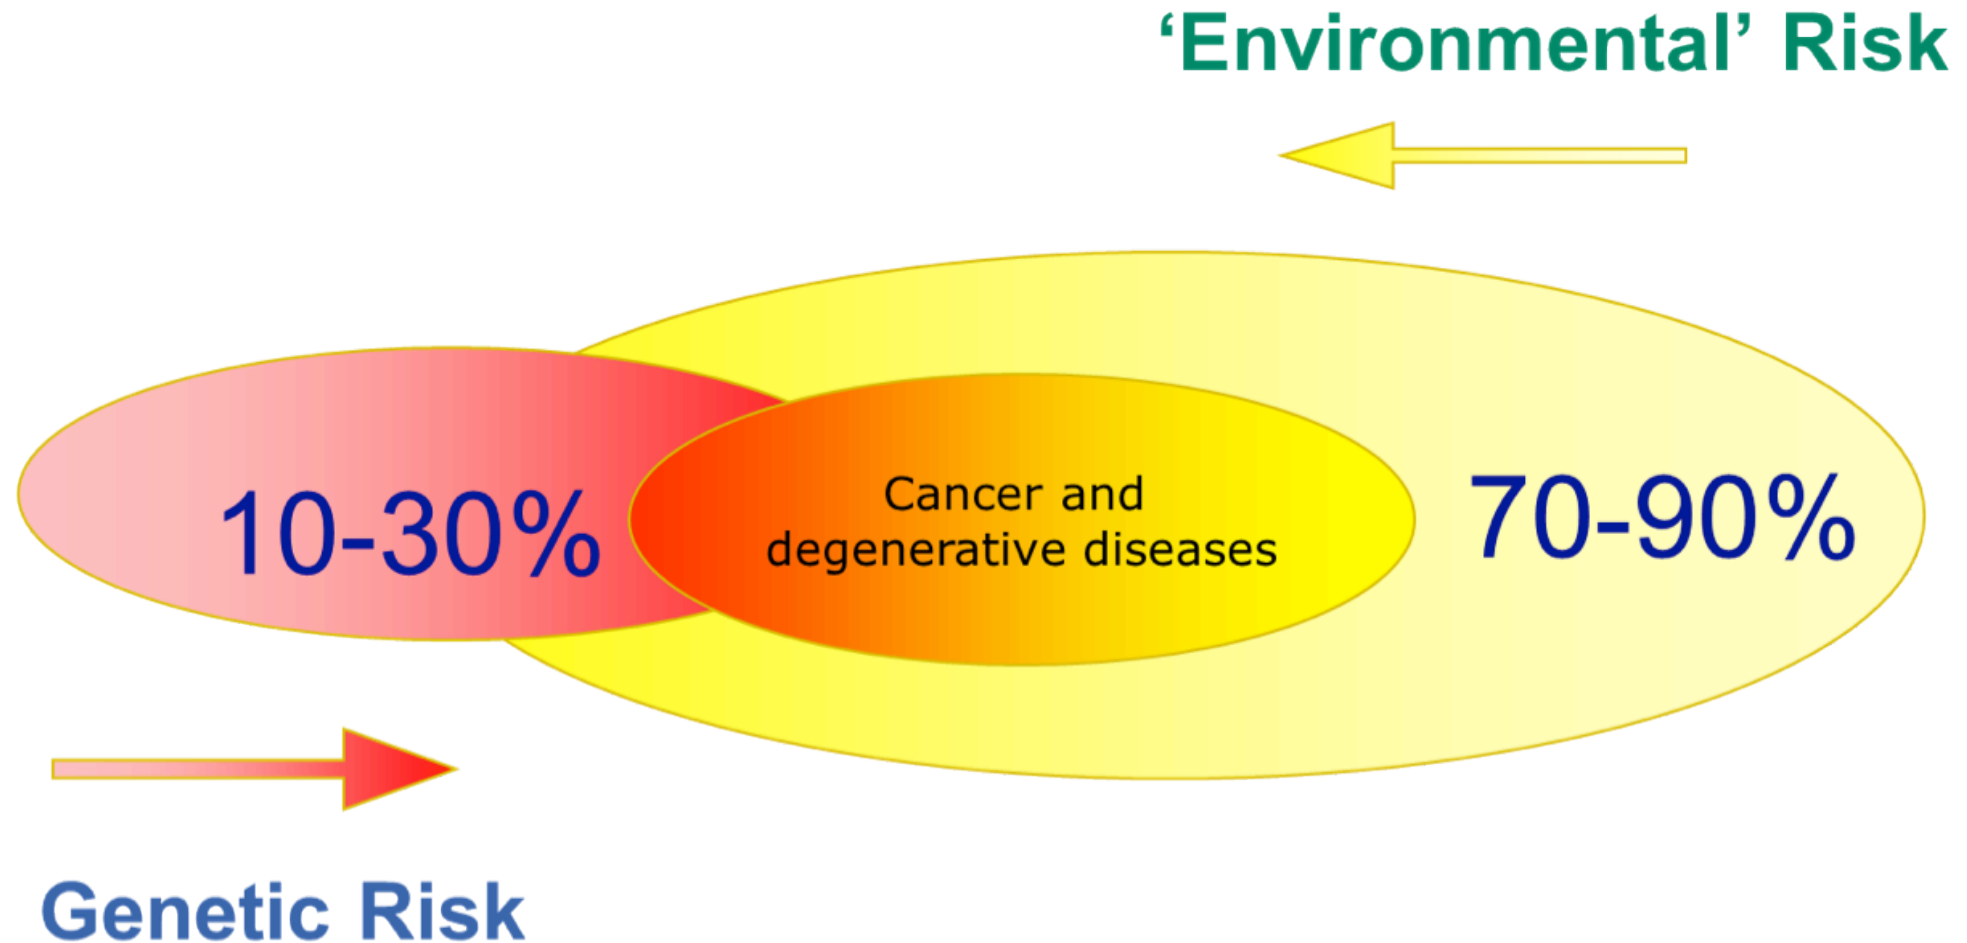 ‘Environmental’ Risk
10-30%
Cancer and
degenerative diseases
70-90%
Genetic Risk